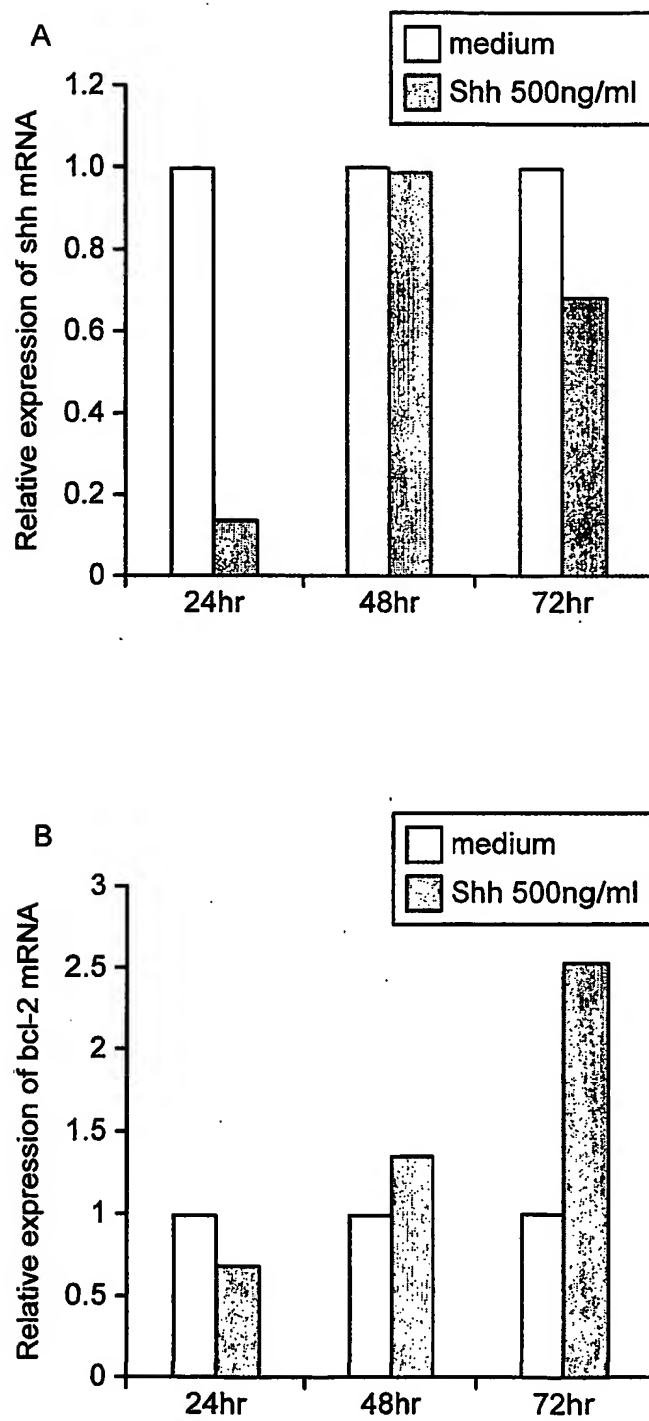 A
medium
Shh 500ng/ml
Relative expression of shh mRNA
1.2
1.0
0.8
0.6
0.4
0.2
0
24hr
48hr
72hr
B
medium
Shh 500ng/ml
Relative expression of bcl-2 mRNA
3
2.5
2
1.5
1
0.5
0
24hr
48hr
72hr